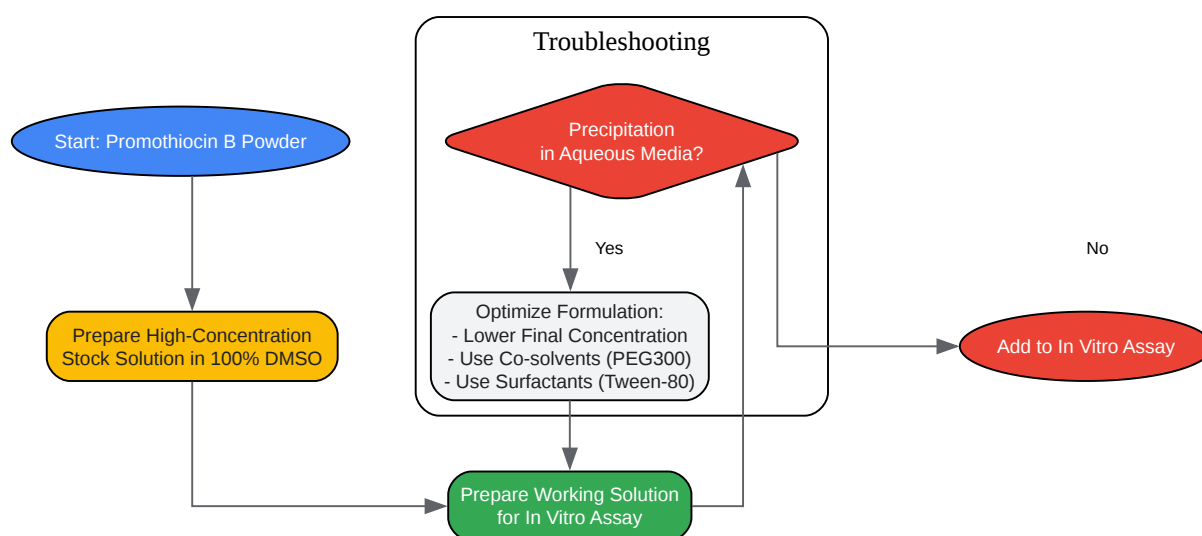 Troubleshooting
Start: Promothiocin B Powder
Precipitation
in Aqueous Media?
Yes
No
Prepare High-Concentration
Stock Solution in 100% DMSO
Optimize Formulation:
- Lower Final Concentration
- Use Co-solvents (PEG300)
- Use Surfactants (Tween-80)
Add to In Vitro Assay
Prepare Working Solution
for In Vitro Assay